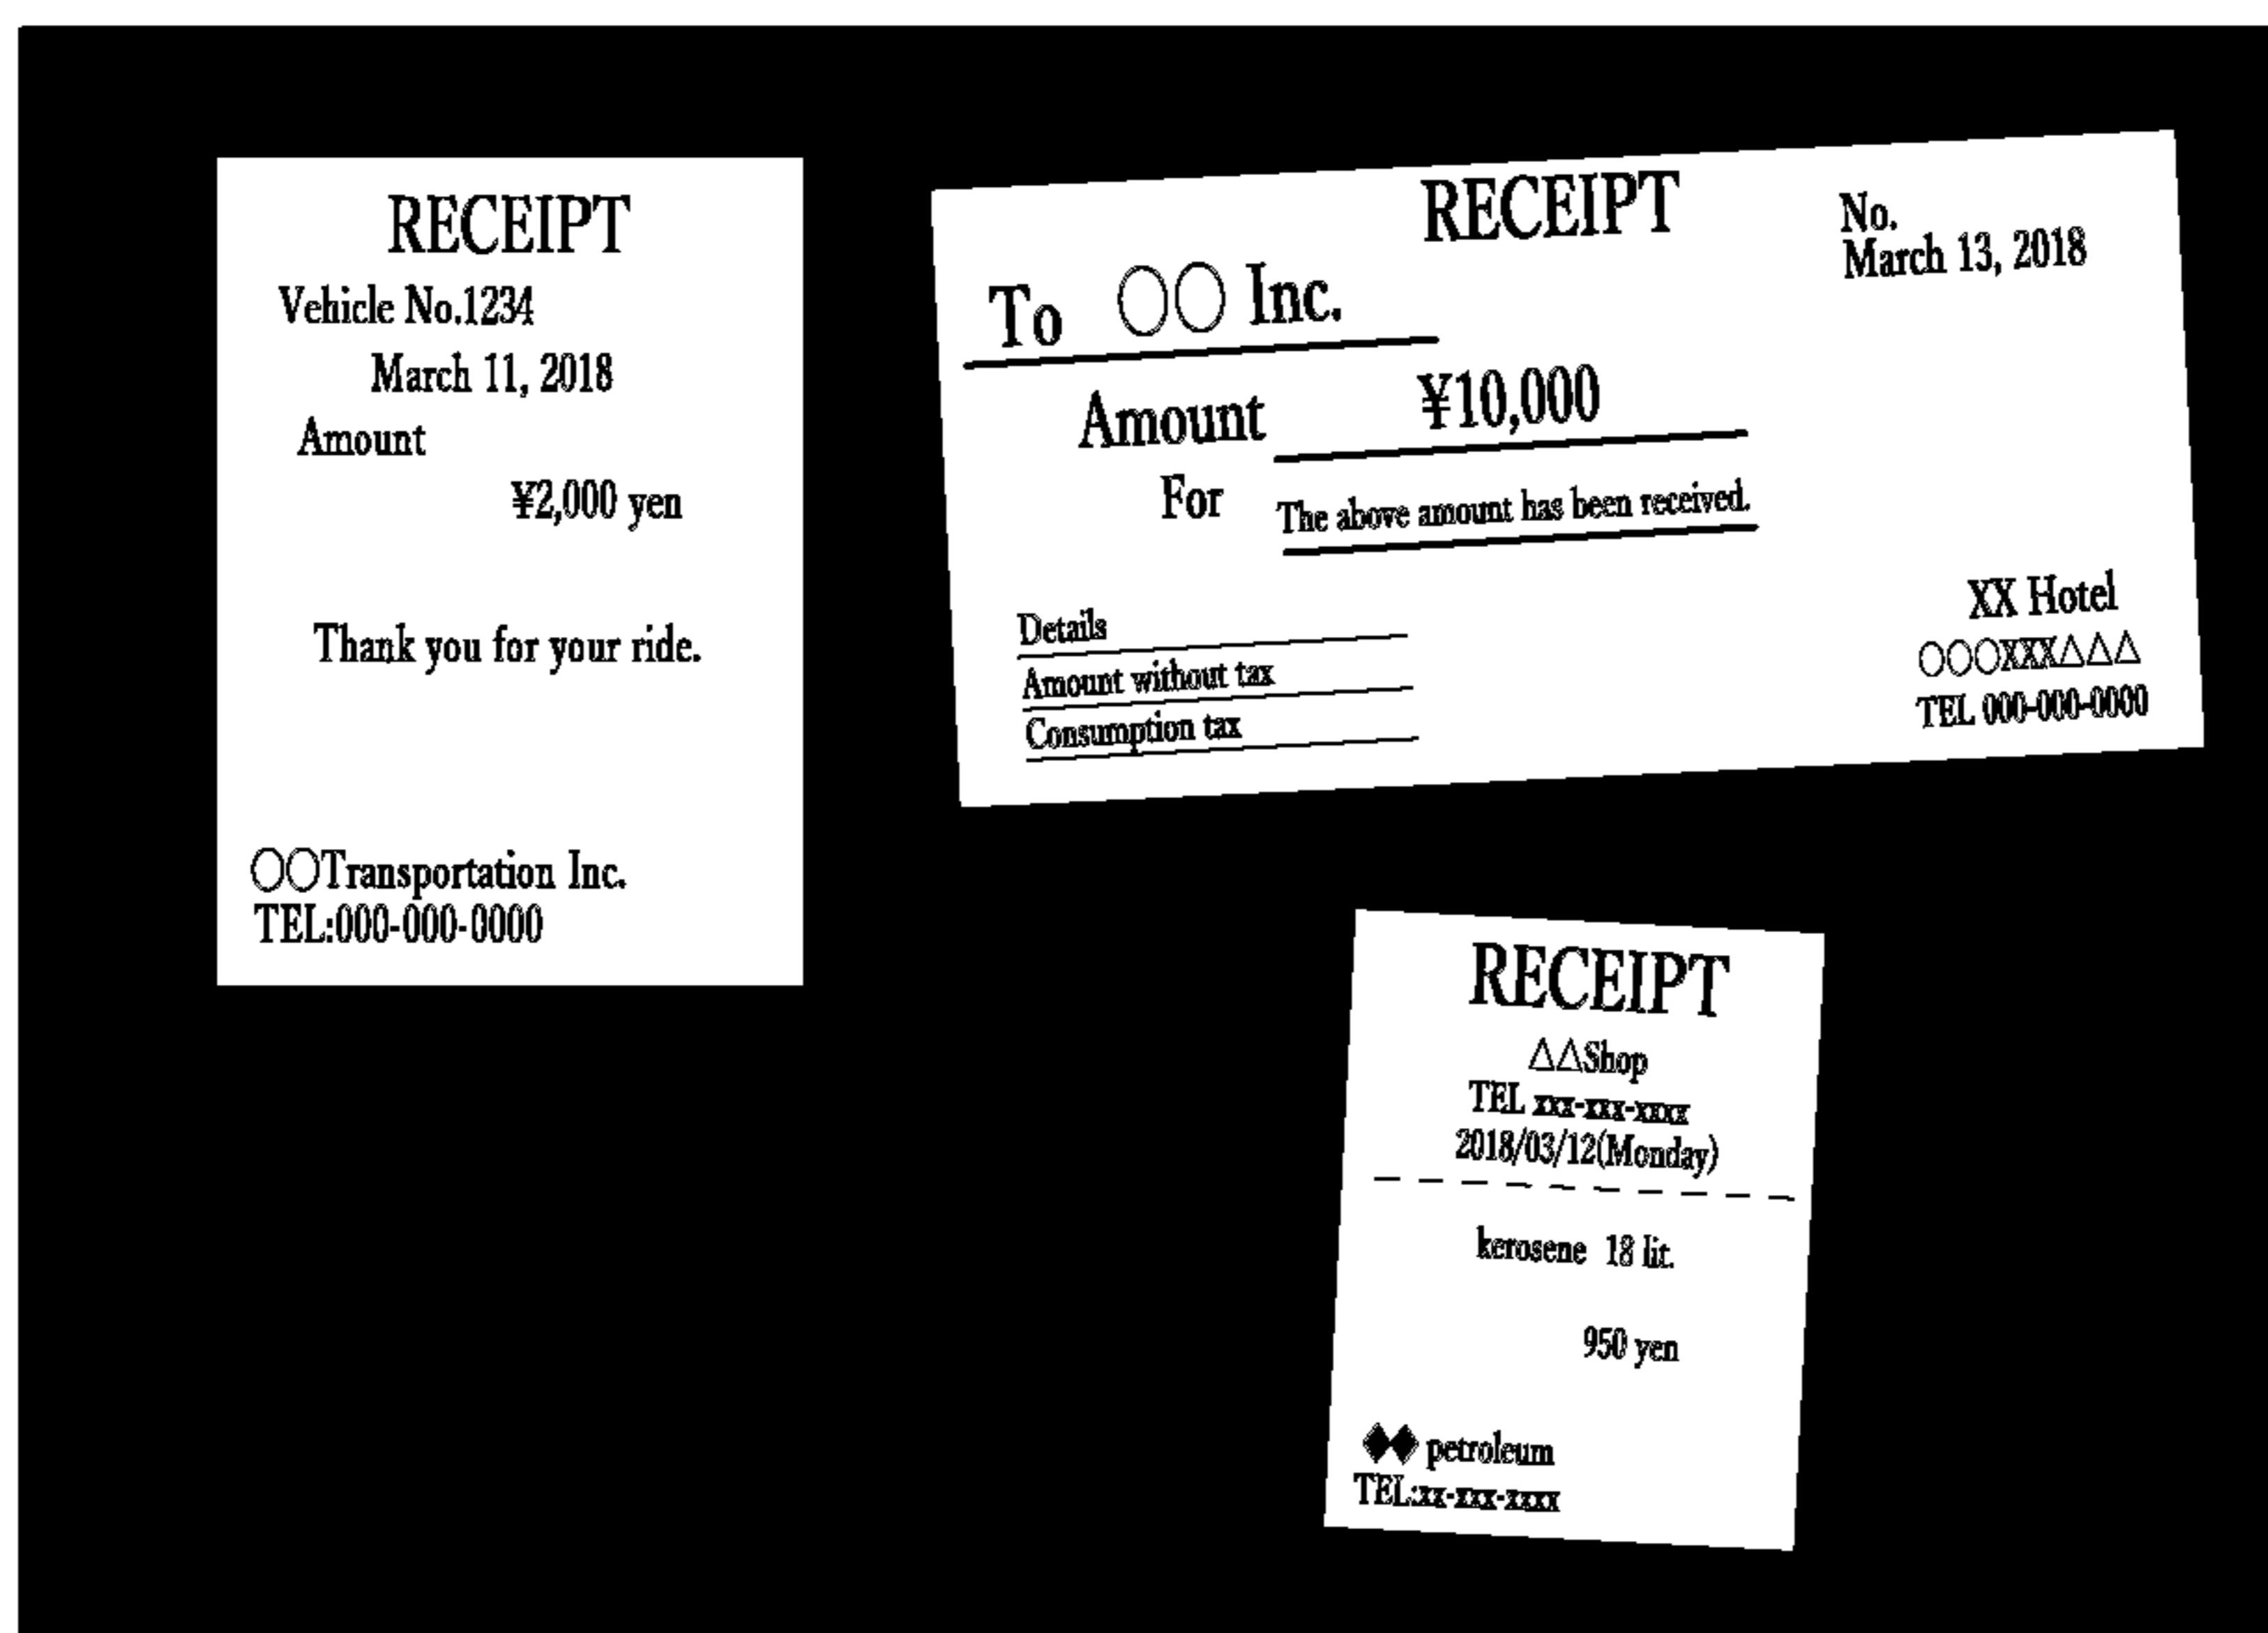 RECEIPT
Vehicle No.1234
March 11, 2018
Amount
¥2,000 yen
Thank you for your ride.
○○Transportation Inc.
TEL:000-000-0000
RECEIPT
No.
March 13, 2018
To ○○ Inc.
Amount ¥10,000
For The above amount has been received.
Details
Amount without tax
Consumption tax
XX Hotel
○○○XXX△△△
TEL 000-000-0000
RECEIPT
△△Shop
TEL xxx-xxx-xxxx
2018/03/12(Monday)
kerosene 18 lit.
950 yen
◆◆ petroleum
TEL:xx-xxx-xxxx